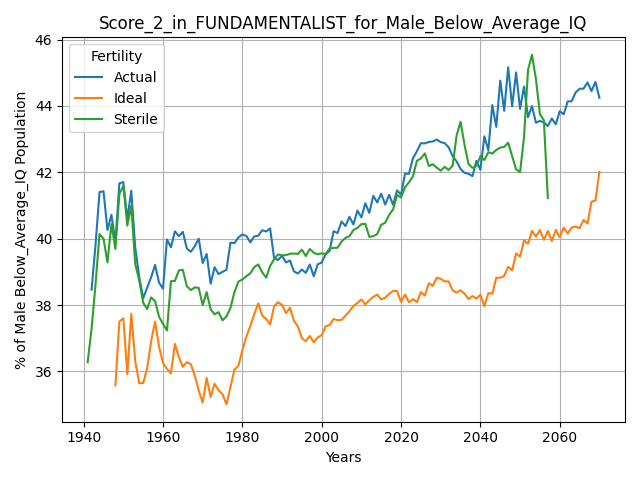 Score_2_in_FUNDAMENTALIST_for_Male_Below_Average_IQ
% of Male Below_Average_IQ Population
46
44
42
40
38
36
Fertility
Actual
Ideal
Sterile
1940 1960 1980 2000 2020 2040 2060
Years